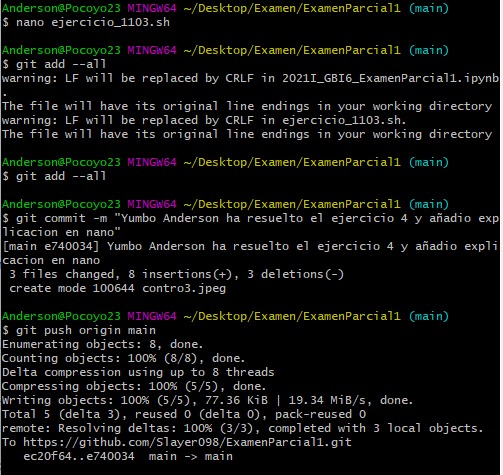 Anderson@Pocoyo23 MINGW64 ~/Desktop/Examen/ExamenParcial1 (main)
$ nano ejercicio_1103.sh
Anderson@Pocoyo23 MINGW64 ~/Desktop/Examen/ExamenParcial1 (main)
$ git add --all
warning: LF will be replaced by CRLF in 2021I_GBI6_ExamenParcial1.ipynb
.
The file will have its original line endings in your working directory
warning: LF will be replaced by CRLF in ejercicio_1103.sh.
The file will have its original line endings in your working directory
Anderson@Pocoyo23 MINGW64 ~/Desktop/Examen/ExamenParcial1 (main)
$ git add --all
Anderson@Pocoyo23 MINGW64 ~/Desktop/Examen/ExamenParcial1 (main)
$ git commit -m "Yumbo Anderson ha resuelto el ejercicio 4 y añadio exp
licacion en nano"
[main e740034] Yumbo Anderson ha resuelto el ejercicio 4 y añadio expli
cacion en nano
3 files changed, 8 insertions(+), 3 deletions(-)
create mode 100644 contro3.jpeg
Anderson@Pocoyo23 MINGW64 ~/Desktop/Examen/ExamenParcial1 (main)
$ git push origin main
Enumerating objects: 8, done.
Counting objects: 100% (8/8), done.
Delta compression using up to 8 threads
Compressing objects: 100% (5/5), done.
Writing objects: 100% (5/5), 77.36 KiB | 19.34 MiB/s, done.
Total 5 (delta 3), reused 0 (delta 0), pack-reused 0
remote: Resolving deltas: 100% (3/3), completed with 3 local objects.
To https://github.com/Slayer098/ExamenParcial1.git
ec20f64..e740034  main -> main